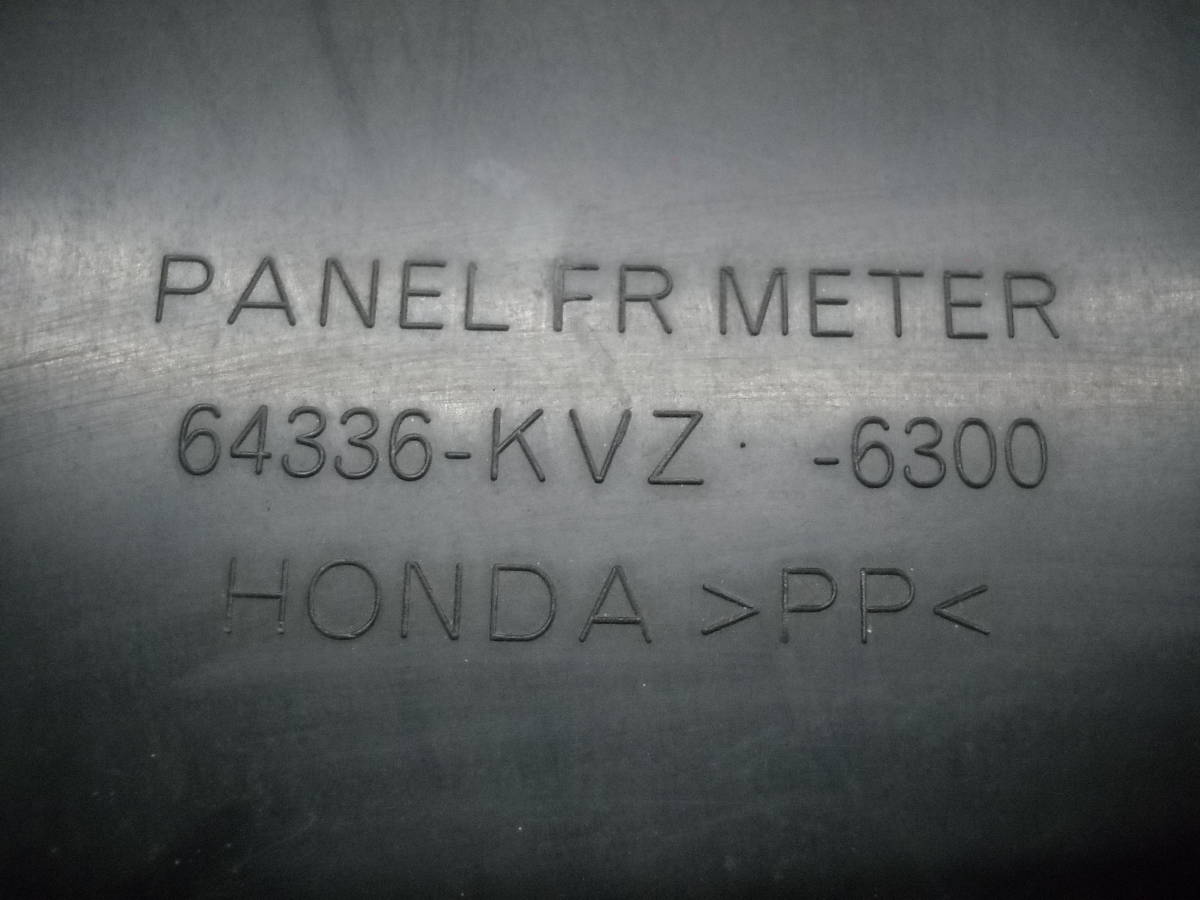 PANEL FR METER
64336-KVZ -6300
HONDA >PP<